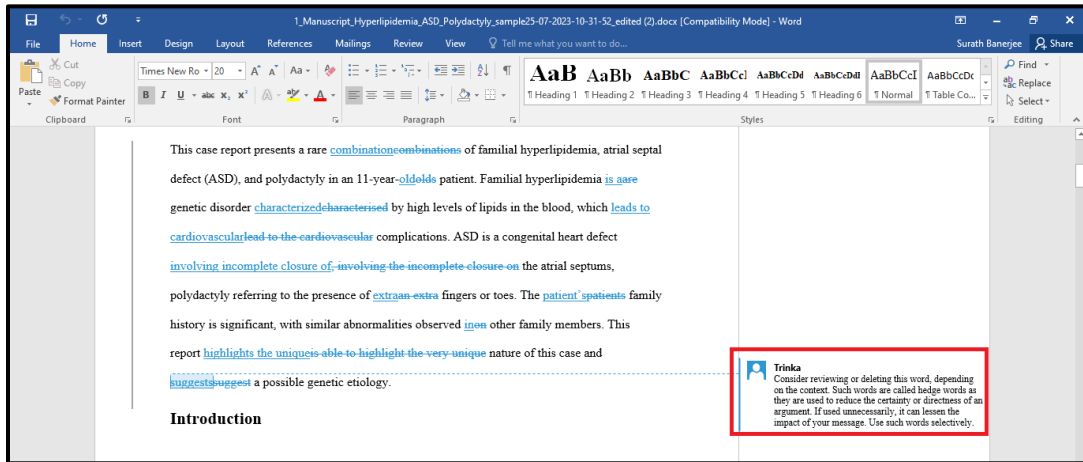 1_Manuscript_Hyperlipidemia_ASD_Polydactyly_sample25-07-2023-10-31-52_edited (2).docx [Compatibility Mode] - Word
File Home Insert Design Layout References Mailings Review View Tell me what you want to do... Surath Banerjee Share
Paste
Cut
Copy
Format Painter
Clipboard
Times New Ro 20 A A Aa
B I U abc x₂ x² A ab A
Font
Paragraph
AaB AaBb AaBbC AaBbCcI AaBbCcDd AaBbCcDdI AaBbCcI AaBbCcDc
¶ Heading 1 ¶ Heading 2 ¶ Heading 3 ¶ Heading 4 ¶ Heading 5 ¶ Heading 6 ¶ Normal ¶ Table Co...
Styles
Find
Replace
Select
Editing
This case report presents a rare combinationcombinations of familial hyperlipidemia, atrial septal
defect (ASD), and polydactyly in an 11-year-oldolds patient. Familial hyperlipidemia is aare
genetic disorder characterizedcharacterised by high levels of lipids in the blood, which leads to
cardiovascularlead to the cardiovascular complications. ASD is a congenital heart defect
involving incomplete closure of, involving the incomplete closure on the atrial septums,
polydactyly referring to the presence of extraan extra fingers or toes. The patient'spatients family
history is significant, with similar abnormalities observed inon other family members. This
report highlights the uniqueis able to highlight the very unique nature of this case and
suggestssuggest a possible genetic etiology.
Introduction
Trinka
Consider reviewing or deleting this word, depending
on the context. Such words are called hedge words as
they are used to reduce the certainty or directness of an
argument. If used unnecessarily, it can lessen the
impact of your message. Use such words selectively.